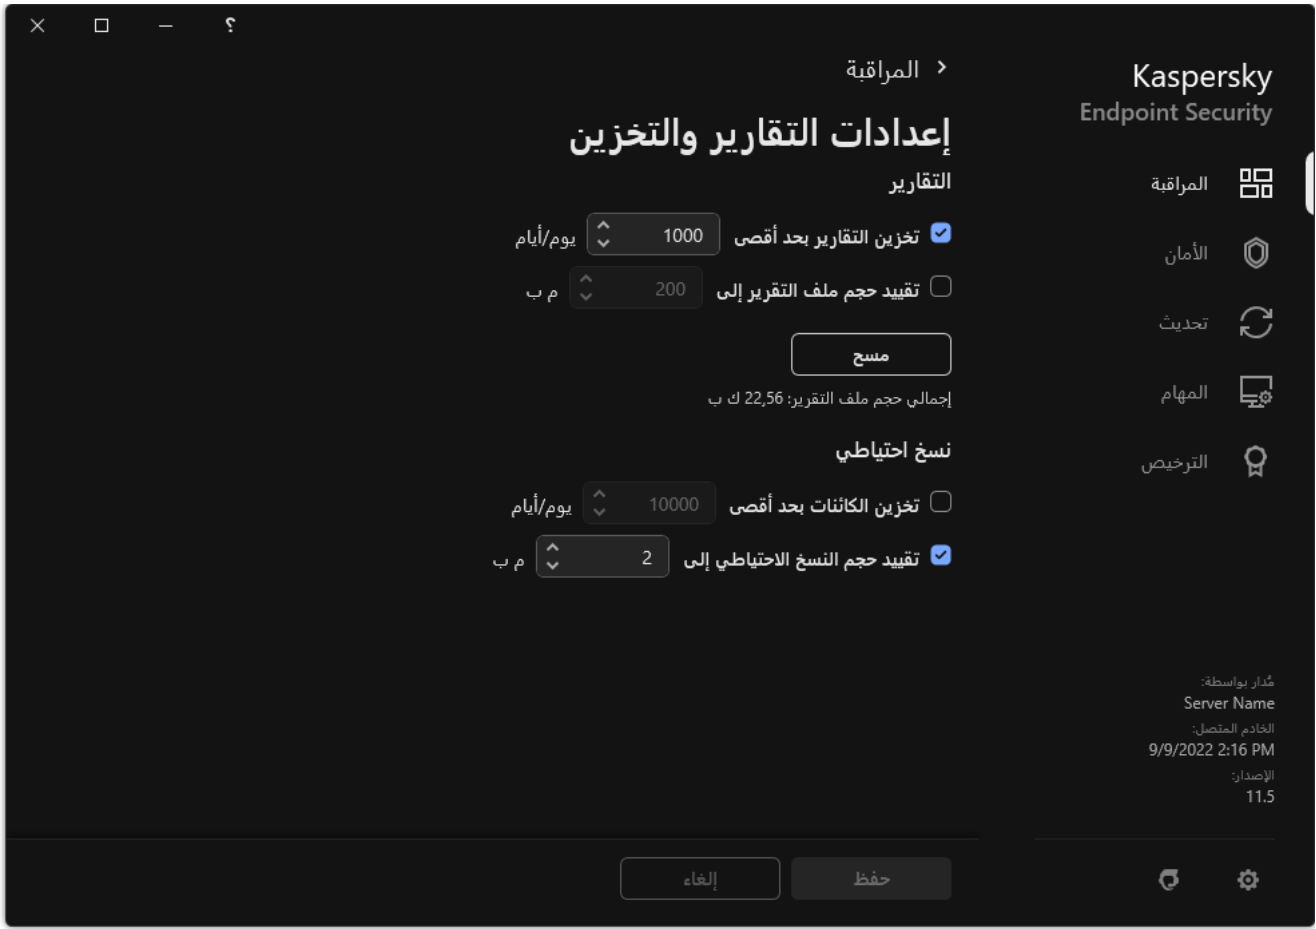 ؟
Kaspersky
Endpoint Security
المراقبة
الأمان
تحديث
المهام
الترخيص
مُدار بواسطة:
Server Name
الخادم المتصل:
9/9/2022 2:16 PM
الإصدار:
11.5
المراقبة
إعدادات التقارير والتخزين
التقارير
تخزين التقارير بحد أقصى 1000 يوم/أيام
تقييد حجم ملف التقرير إلى 200 م ب
مسح
إجمالي حجم ملف التقرير: 22,56 ك ب
نسخ احتياطي
تخزين الكائنات بحد أقصى 10000 يوم/أيام
تقييد حجم النسخ الاحتياطي إلى 2 م ب
حفظ إلغاء